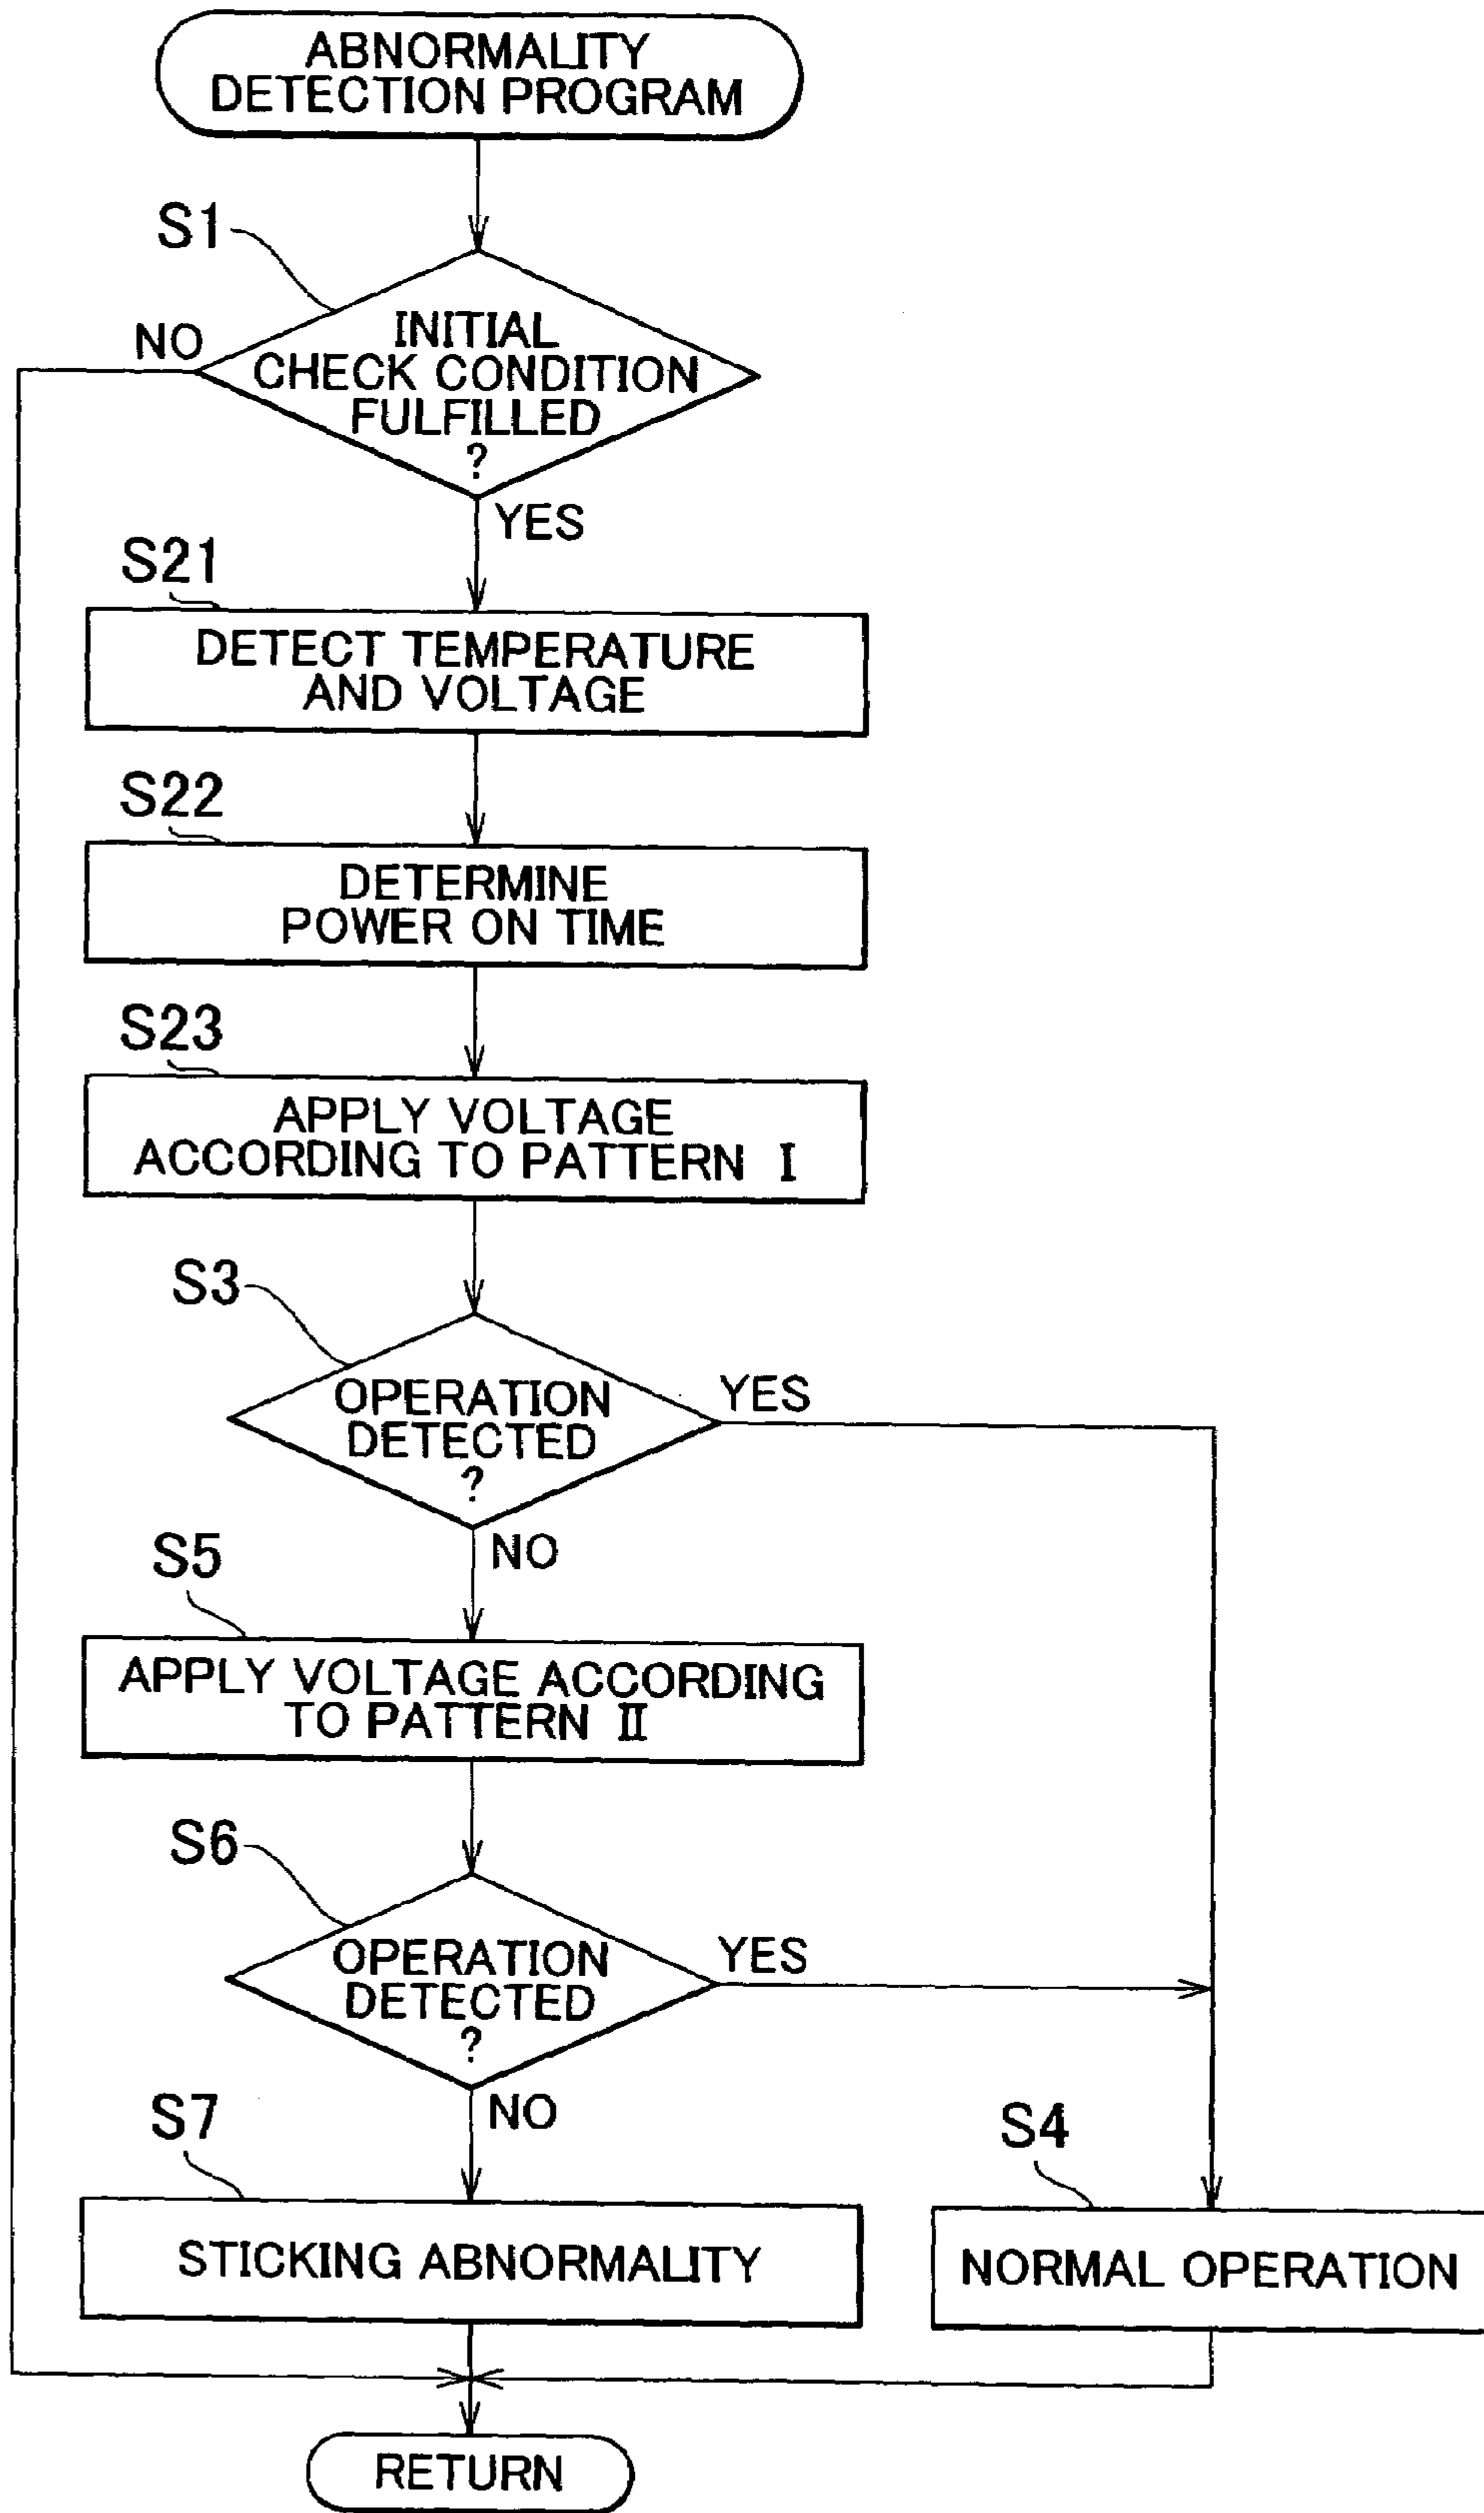 ABNORMALITY
DETECTION PROGRAM
S1
NO
INITIAL
CHECK CONDITION
FULFILLED
?
YES
S21
DETECT TEMPERATURE
AND VOLTAGE
S22
DETERMINE
POWER ON TIME
S23
APPLY VOLTAGE
ACCORDING TO PATTERN I
S3
OPERATION
DETECTED
?
YES
NO
S5
APPLY VOLTAGE ACCORDING
TO PATTERN II
S6
OPERATION
DETECTED
?
YES
NO
S7
STICKING ABNORMALITY
S4
NORMAL OPERATION
RETURN